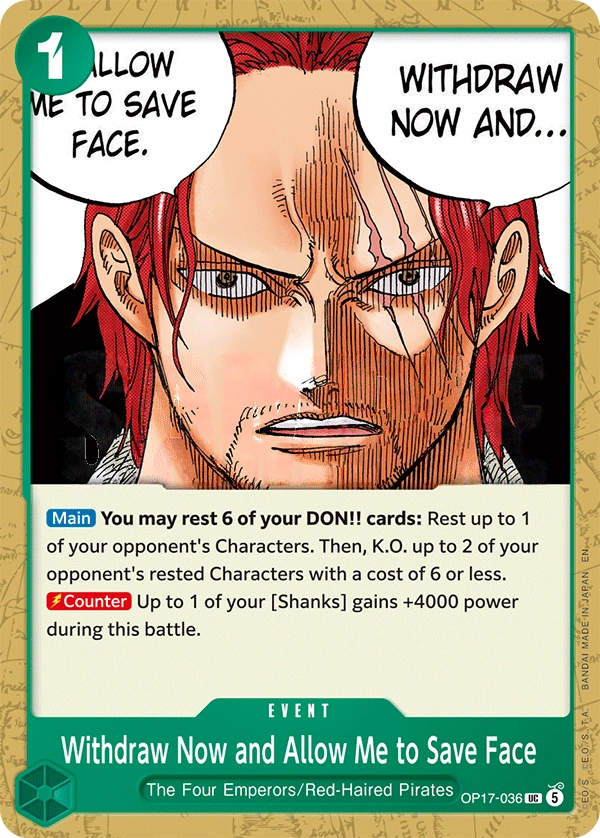 1
ALLOW
ME TO SAVE
FACE.
WITHDRAW
NOW AND...
Main You may rest 6 of your DON!! cards: Rest up to 1
of your opponent's Characters. Then, K.O. up to 2 of your
opponent's rested Characters with a cost of 6 or less.
Counter Up to 1 of your [Shanks] gains +4000 power
during this battle.
EVENT
Withdraw Now and Allow Me to Save Face
The Four Emperors/Red-Haired Pirates
OP17-036 UC 5
©E.O./S. ©E.O./S.,T.A. BANDAI MADE IN JAPAN EN